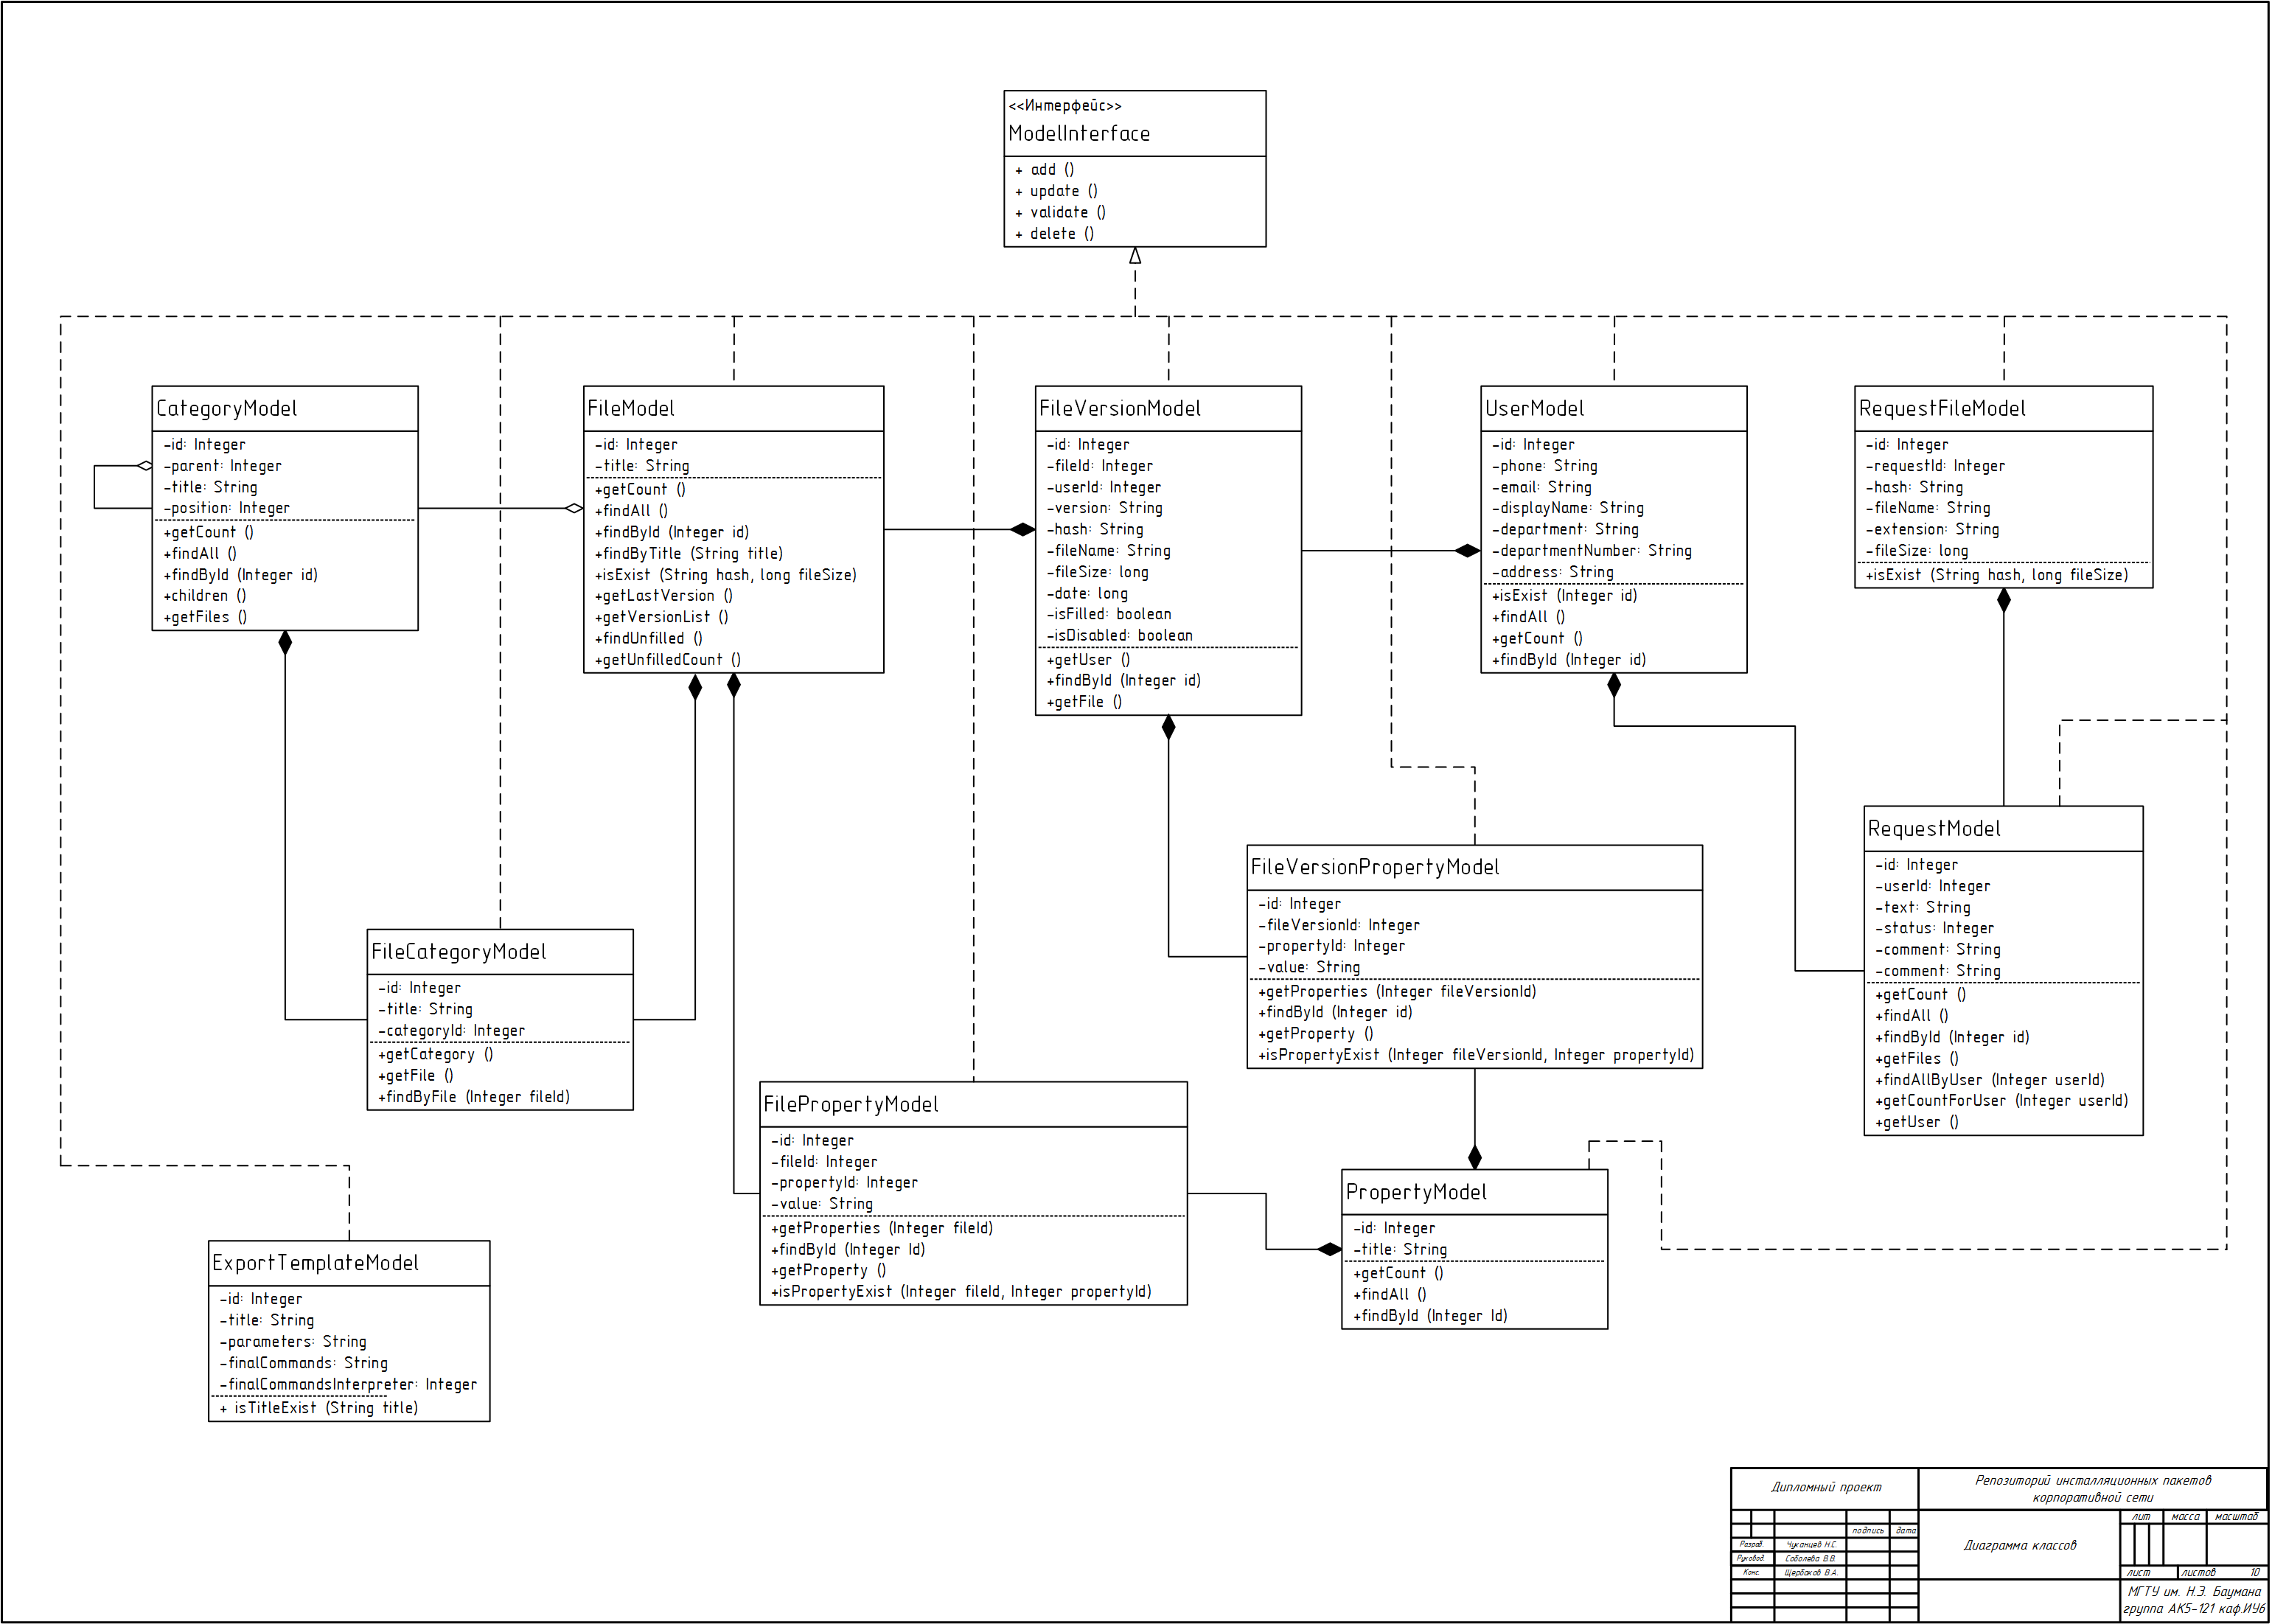 <<Интерфейс>>
ModelInterface
+ add ()
+ update ()
+ validate ()
+ delete ()
CategoryModel
-id: Integer
-parent: Integer
-title: String
-position: Integer
+getCount ()
+findAll ()
+findById (Integer id)
+children ()
+getFiles ()
FileModel
-id: Integer
-title: String
+getCount ()
+findAll ()
+findById (Integer id)
+findByTitle (String title)
+isExist (String hash, long fileSize)
+getLastVersion ()
+getVersionList ()
+findUnfilled ()
+getUnfilledCount ()
FileVersionModel
-id: Integer
-fileId: Integer
-userId: Integer
-version: String
-hash: String
-fileName: String
-fileSize: long
-date: long
-isFilled: boolean
-isDisabled: boolean
+getUser ()
+findById (Integer id)
+getFile ()
UserModel
-id: Integer
-phone: String
-email: String
-displayName: String
-department: String
-departmentNumber: String
-address: String
+isExist (Integer id)
+findAll ()
+getCount ()
+findById (Integer id)
RequestFileModel
-id: Integer
-requestId: Integer
-hash: String
-fileName: String
-extension: String
-fileSize: long
+isExist (String hash, long fileSize)
RequestModel
-id: Integer
-userId: Integer
-text: String
-status: Integer
-comment: String
-comment: String
+getCount ()
+findAll ()
+findById (Integer id)
+getFiles ()
+findAllByUser (Integer userId)
+getCountForUser (Integer userId)
+getUser ()
FileVersionPropertyModel
-id: Integer
-fileVersionId: Integer
-propertyId: Integer
-value: String
+getProperties (Integer fileVersionId)
+findById (Integer id)
+getProperty ()
+isPropertyExist (Integer fileVersionId, Integer propertyId)
FileCategoryModel
-id: Integer
-title: String
-categoryId: Integer
+getCategory ()
+getFile ()
+findByFile (Integer fileId)
FilePropertyModel
-id: Integer
-fileId: Integer
-propertyId: Integer
-value: String
+getProperties (Integer fileId)
+findById (Integer Id)
+getProperty ()
+isPropertyExist (Integer fileId, Integer propertyId)
PropertyModel
-id: Integer
-title: String
+getCount ()
+findAll ()
+findById (Integer Id)
ExportTemplateModel
-id: Integer
-title: String
-parameters: String
-finalCommands: String
-finalCommandsInterpreter: Integer
+ isTitleExist (String title)
Дипломный проект
Репозиторий инсталляционных пакетов
корпоративной сети
подпись дата
Разраб. Чуканцев Н.С.
Руковод. Соболева В.В.
Конс. Щербаков В.А.
Диаграмма классов
лит масса масштаб
лист листов 10
МГТУ им. Н.Э. Баумана
группа АК5-121 каф.ИУ6